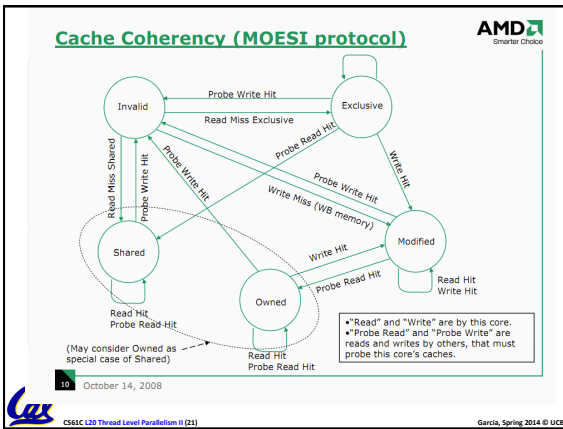 Cache Coherency (MOESI protocol)
AMD
Smarter Choice
Probe Write Hit
Invalid
Exclusive
Read Miss Exclusive
Probe Read Hit
Read Miss Shared
Probe Write Hit
Probe Write Hit
Probe Write Hit
Write Miss (WB memory)
Write Hit
Shared
Write Hit
Modified
Probe Read Hit
Owned
Read Hit
Write Hit
Read Hit
Probe Read Hit
•"Read" and "Write" are by this core.
•"Probe Read" and "Probe Write" are
reads and writes by others, that must
probe this core's caches.
(May consider Owned as
special case of Shared)
Read Hit
Probe Read Hit
10 October 14, 2008
Cal
CS61C L20 Thread Level Parallelism II (21)
Garcia, Spring 2014 © UCB